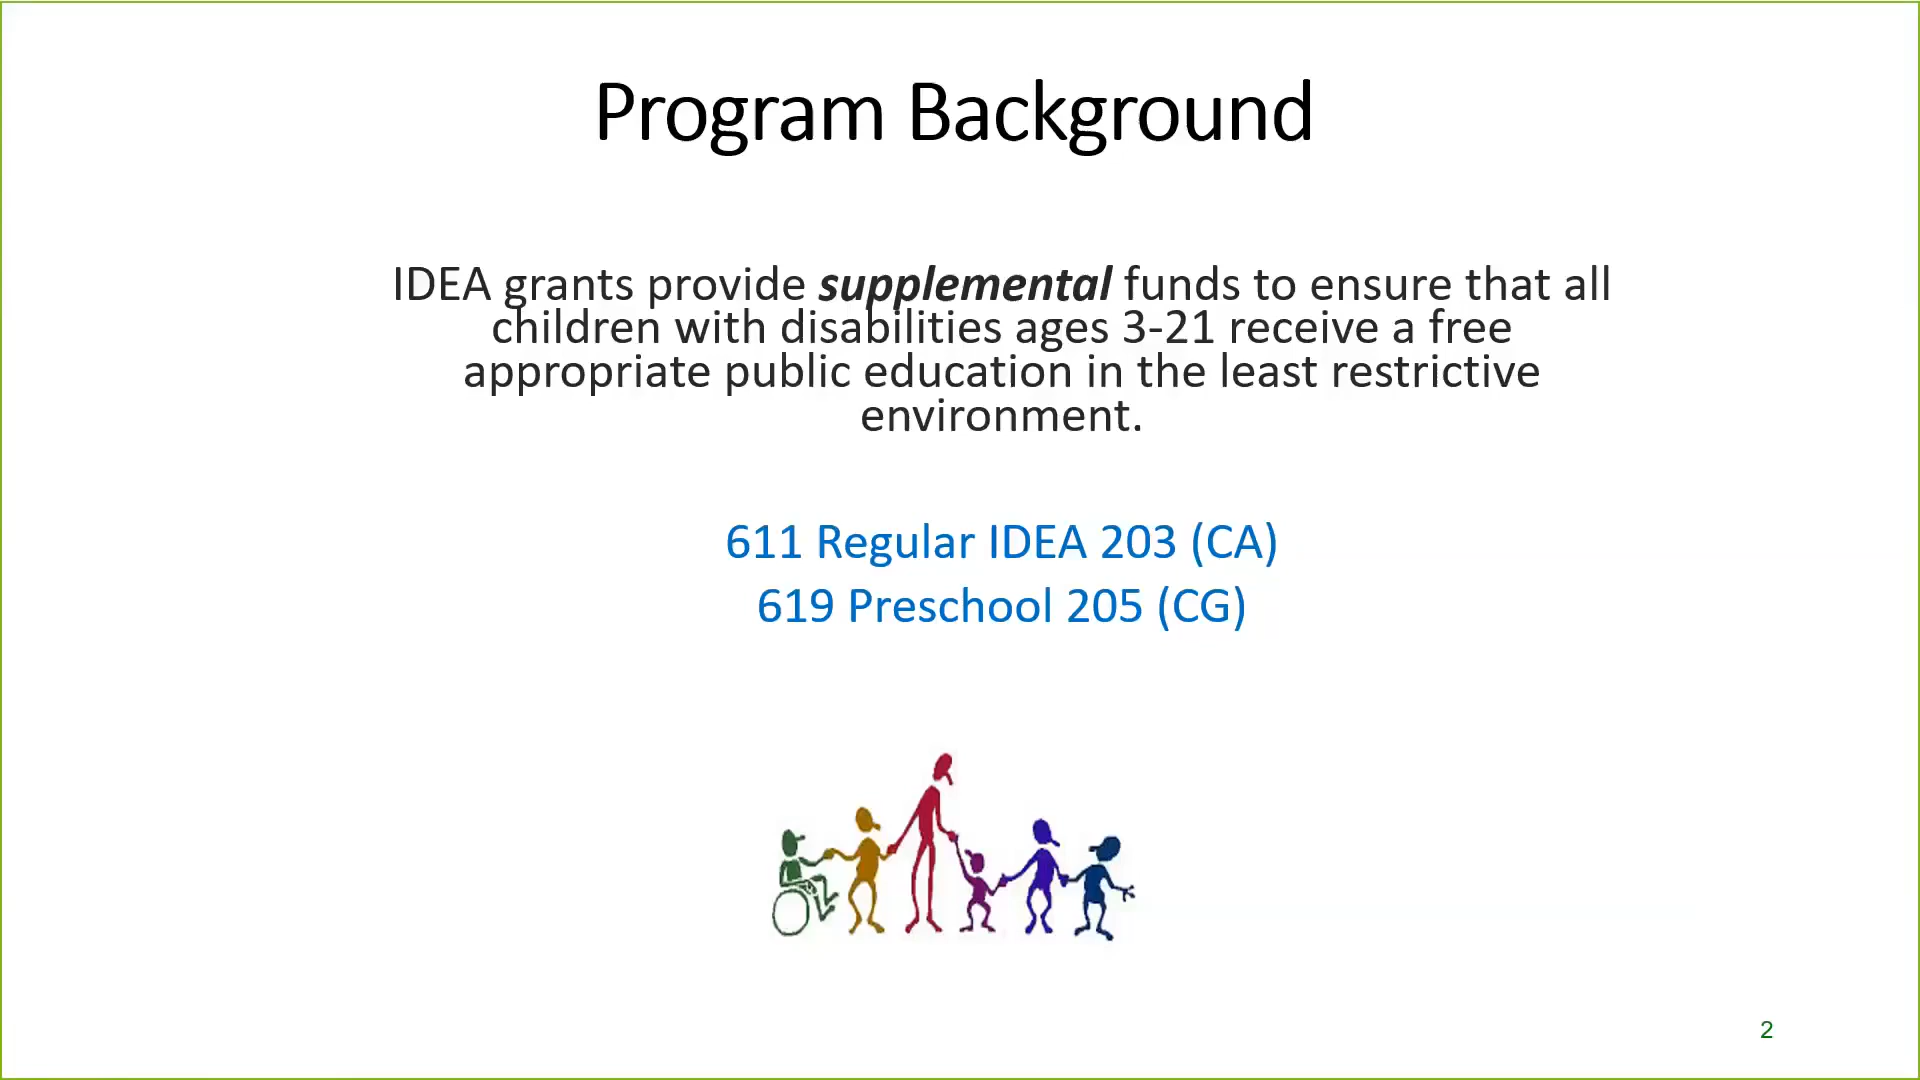 Program Background
IDEA grants provide supplemental funds to ensure that all
children with disabilities ages 3-21 receive a free
appropriate public education in the least restrictive
environment.
611 Regular IDEA 203 (CA)
619 Preschool 205 (CG)
2